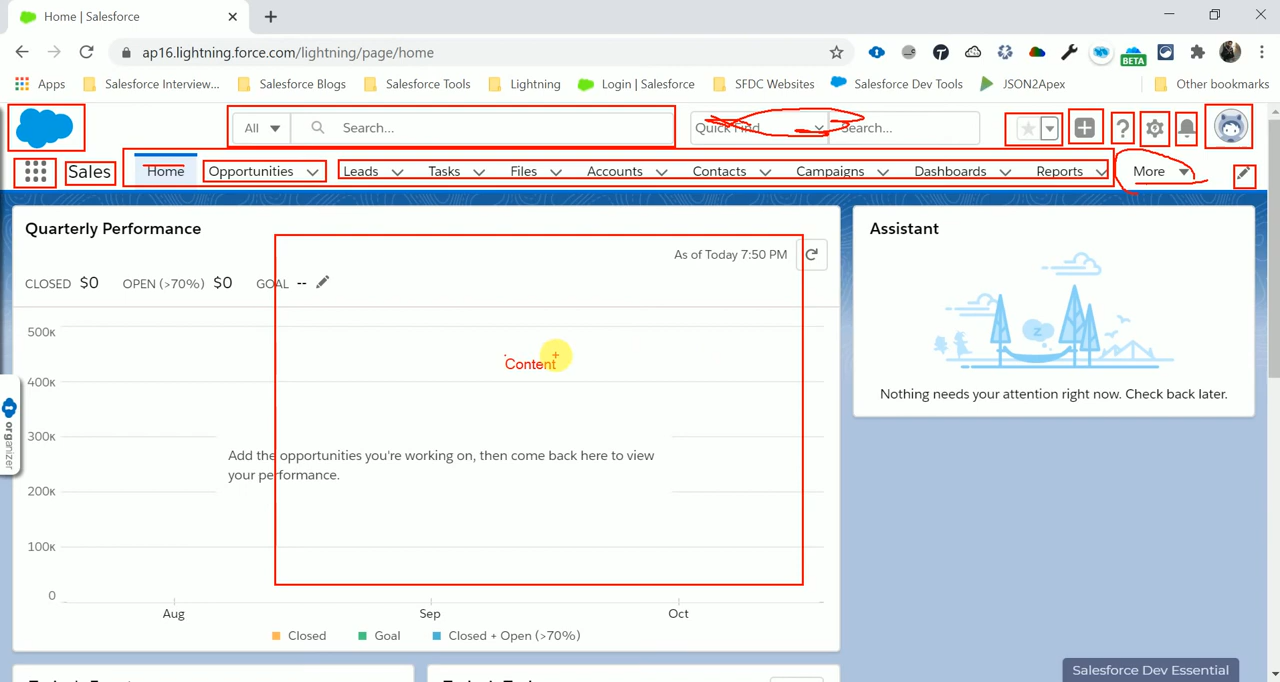 Home | Salesforce
ap16.lightning.force.com/lightning/page/home
BETA
Apps Salesforce Interview... Salesforce Blogs Salesforce Tools Lightning Login | Salesforce SFDC Websites Salesforce Dev Tools JSON2Apex Other bookmarks
All Search... Quick Find Search...
Sales Home Opportunities Leads Tasks Files Accounts Contacts Campaigns Dashboards Reports More
Quarterly Performance
As of Today 7:50 PM
CLOSED $0 OPEN (>70%) $0 GOAL --
500K
400K
300K
200K
100K
0
Content
Add the opportunities you're working on, then come back here to view
your performance.
Aug Sep Oct
Closed Goal Closed + Open (>70%)
Assistant
z
Nothing needs your attention right now. Check back later.
organizer
Salesforce Dev Essential